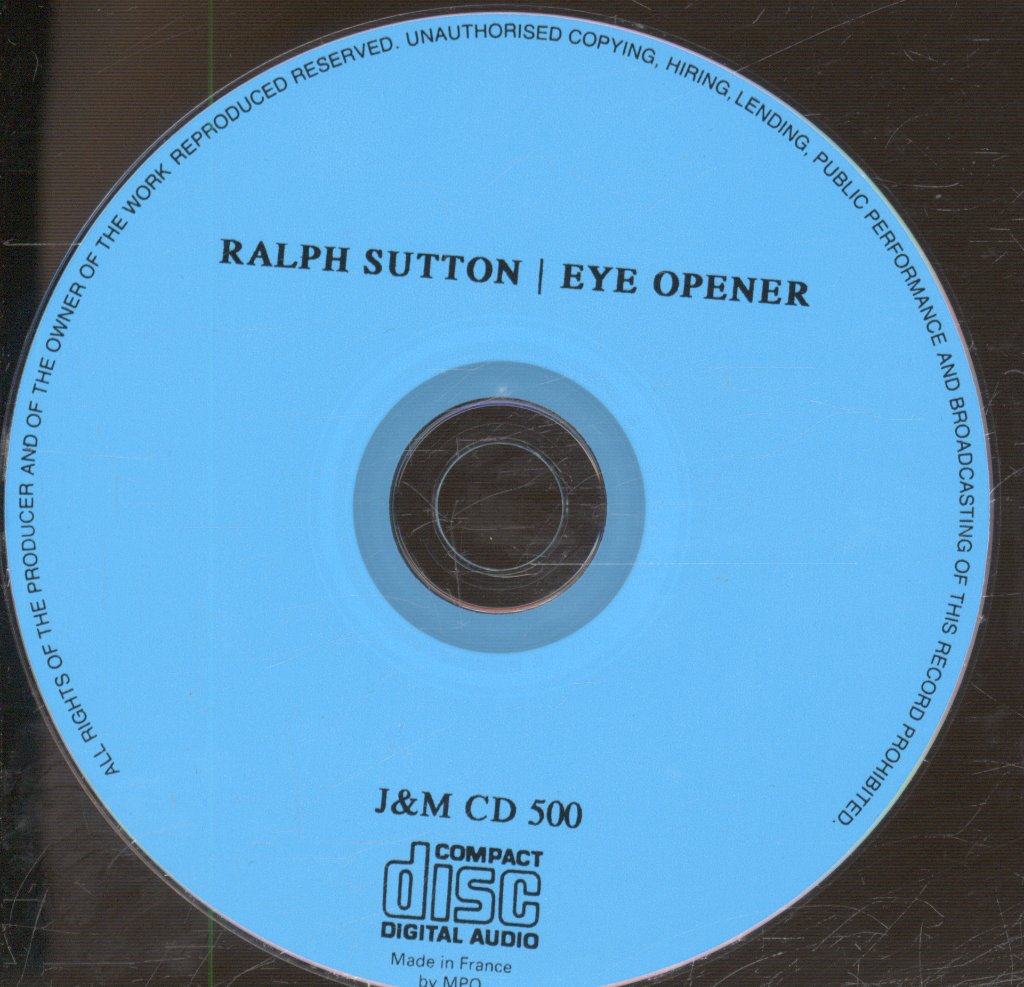 ALL RIGHTS OF THE PRODUCER AND OF THE OWNER OF THE WORK REPRODUCED RESERVED. UNAUTHORISED COPYING, HIRING, LENDING, PUBLIC PERFORMANCE AND BROADCASTING OF THIS RECORD PROHIBITED.
RALPH SUTTON | EYE OPENER
J&M CD 500
COMPACT
disc
DIGITAL AUDIO
Made in France
by MPO